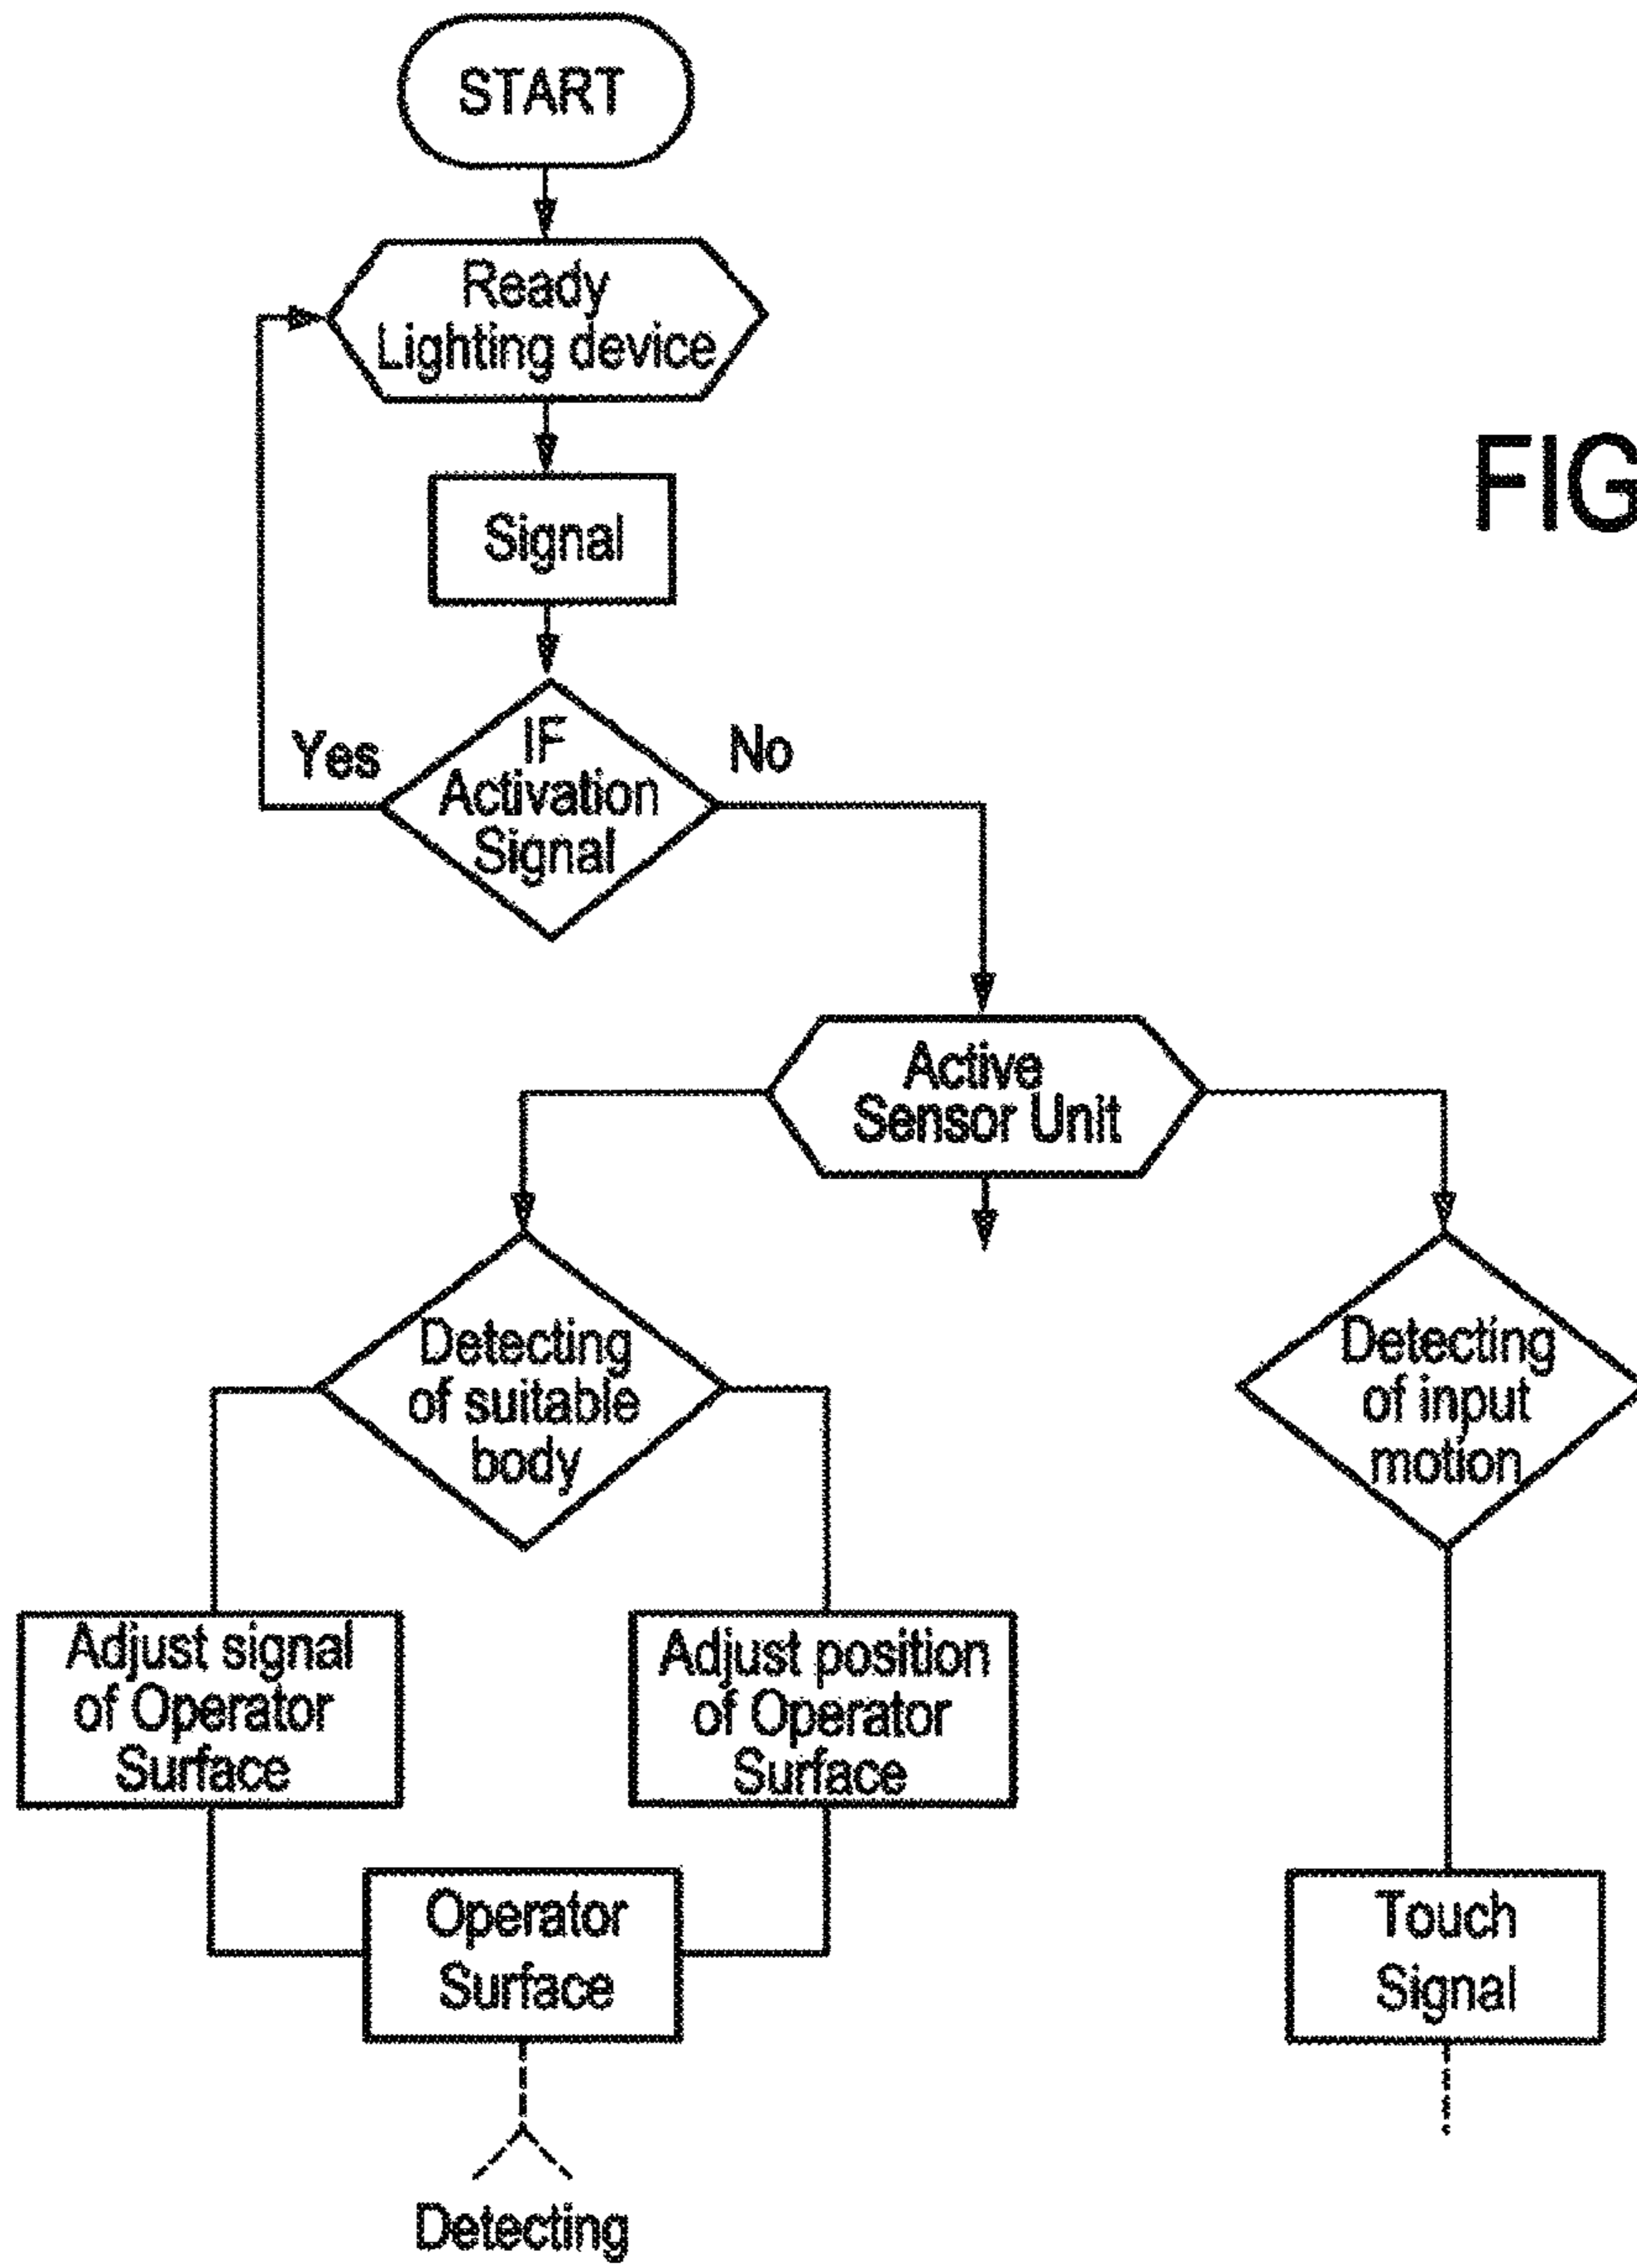 START
Ready
Lighting device
FIG
Signal
Yes
IF
Activation
Signal
No
Active
Sensor Unit
Detecting
of suitable
body
Detecting
of input
motion
Adjust signal
of Operator
Surface
Adjust position
of Operator
Surface
Operator
Surface
Touch
Signal
Detecting